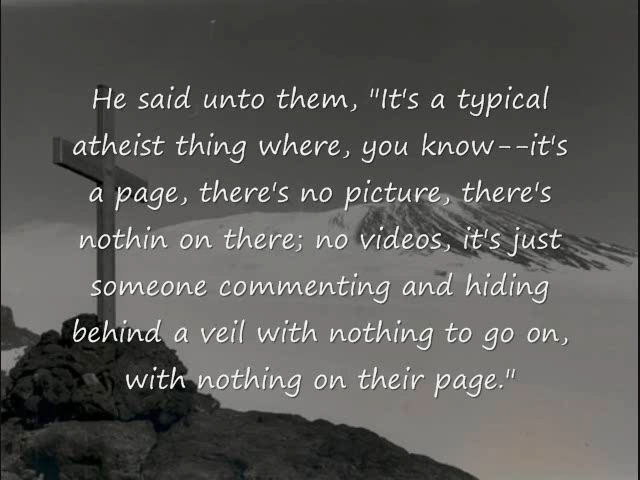 He said unto them, "It's a typical
atheist thing where, you know--it's
a page, there's no picture, there's
nothin on there; no videos, it's just
someone commenting and hiding
behind a veil with nothing to go on,
with nothing on their page."